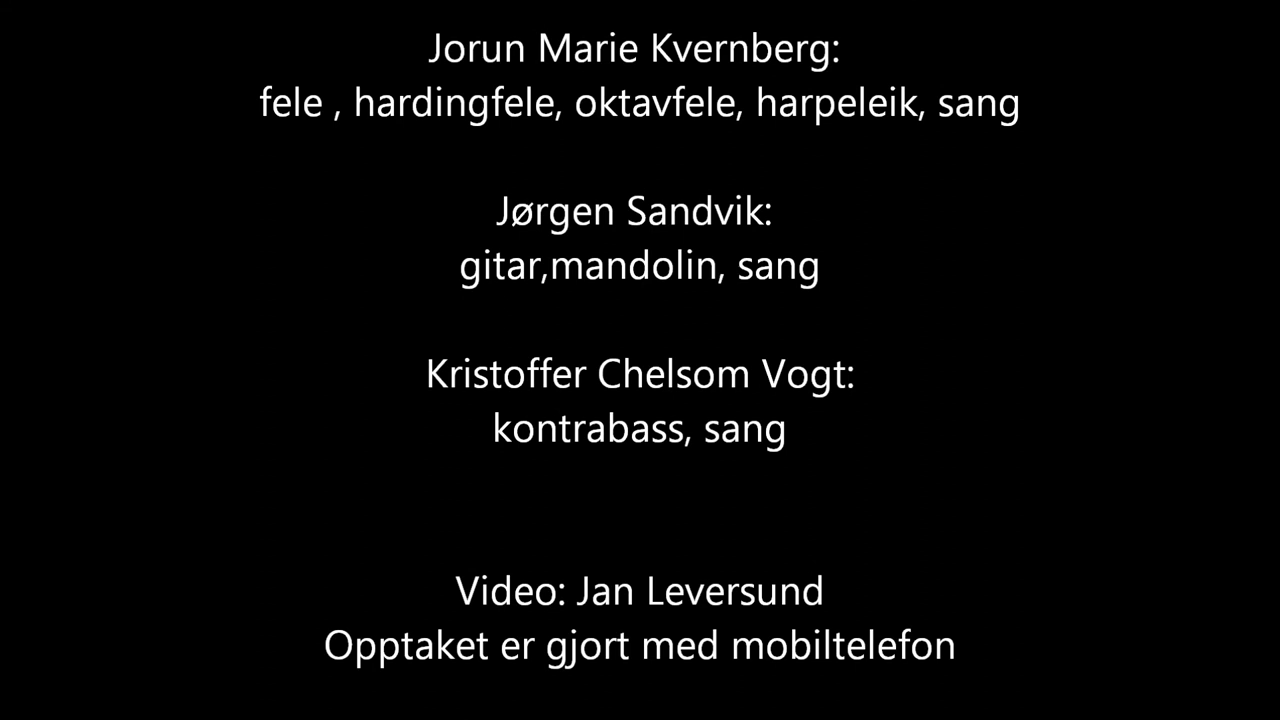 Jorun Marie Kvernberg:
fele , hardingfele, oktavfele, harpeleik, sang
Jørgen Sandvik:
gitar,mandolin, sang
Kristoffer Chelsom Vogt:
kontrabass, sang
Video: Jan Leversund
Opptaket er gjort med mobiltelefon